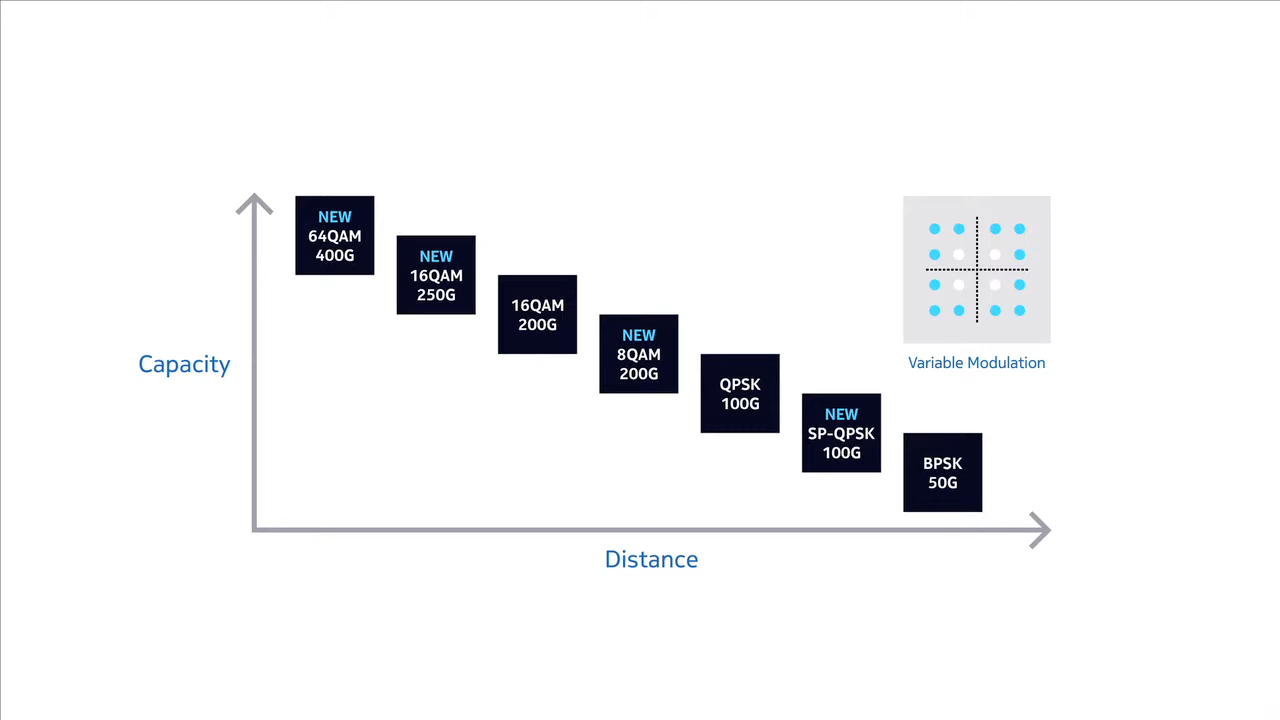 NEW
64QAM
400G
NEW
16QAM
250G
16QAM
200G
NEW
8QAM
200G
QPSK
100G
NEW
SP-QPSK
100G
BPSK
50G
Variable Modulation
Capacity
Distance